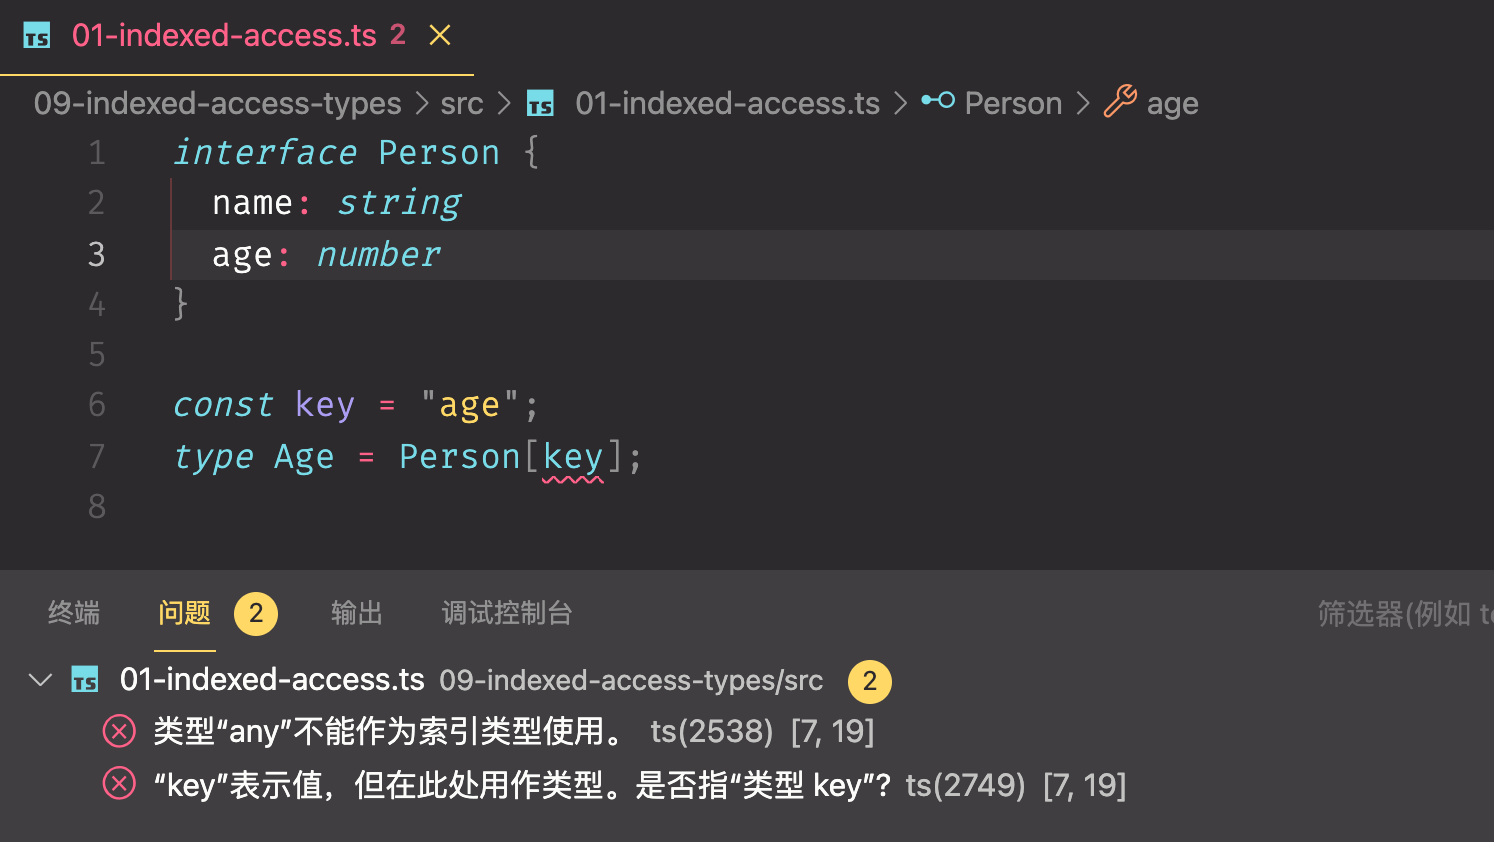 TS 01-indexed-access.ts 2
09-indexed-access-types > src > TS 01-indexed-access.ts > Person > age
1 interface Person {
2 name: string
3 age: number
4 }
5
6 const key = "age";
7 type Age = Person[key];
8
终端 问题 2 输出 调试控制台 筛选器(例如
TS 01-indexed-access.ts 09-indexed-access-types/src 2
类型“any”不能作为索引类型使用。 ts(2538) [7, 19]
“key”表示值，但在此处用作类型。是否指“类型 key”? ts(2749) [7, 19]